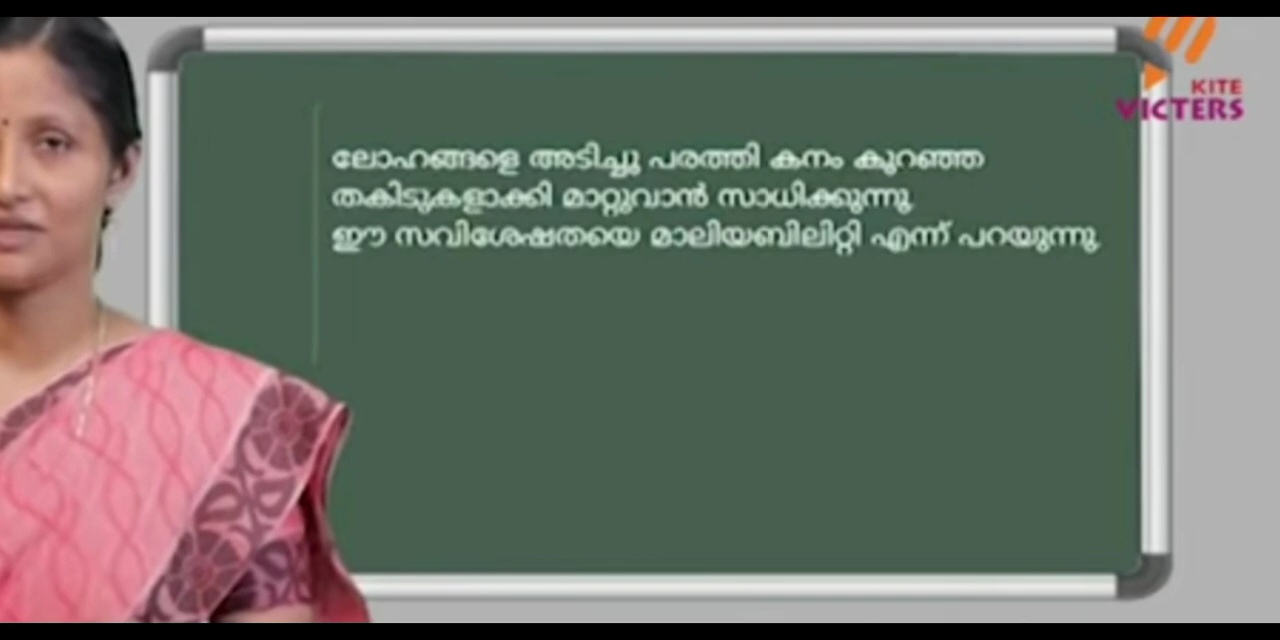 ലോഹങ്ങളെ അടിച്ചു പരത്തി കനം കുറഞ്ഞ
തകിടുകളാക്കി മാറ്റുവാൻ സാധിക്കുന്നു.
ഈ സവിശേഷതയെ മാലിയബിലിറ്റി എന്ന് പറയുന്നു.
KITE
VICTERS